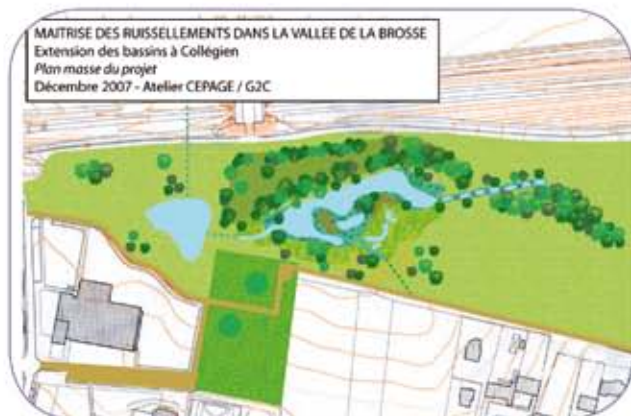 MAITRISE DES RUISSELLEMENTS DANS LA VALLEE DE LA BROSSE
Extension des bassins à Collégien
Plan masse du projet
Décembre 2007 - Atelier CEPAGE / G2C